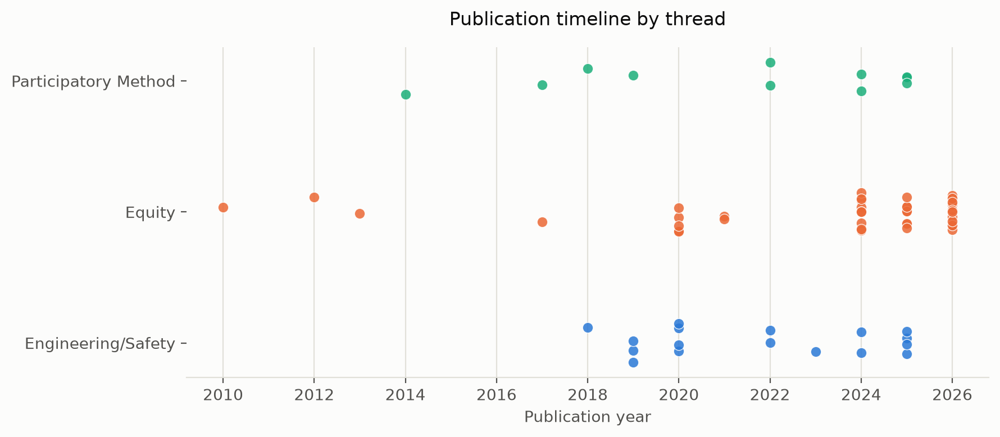 Publication timeline by thread
Participatory Method
Equity
Engineering/Safety
2010 2012 2014 2016 2018 2020 2022 2024 2026
Publication year